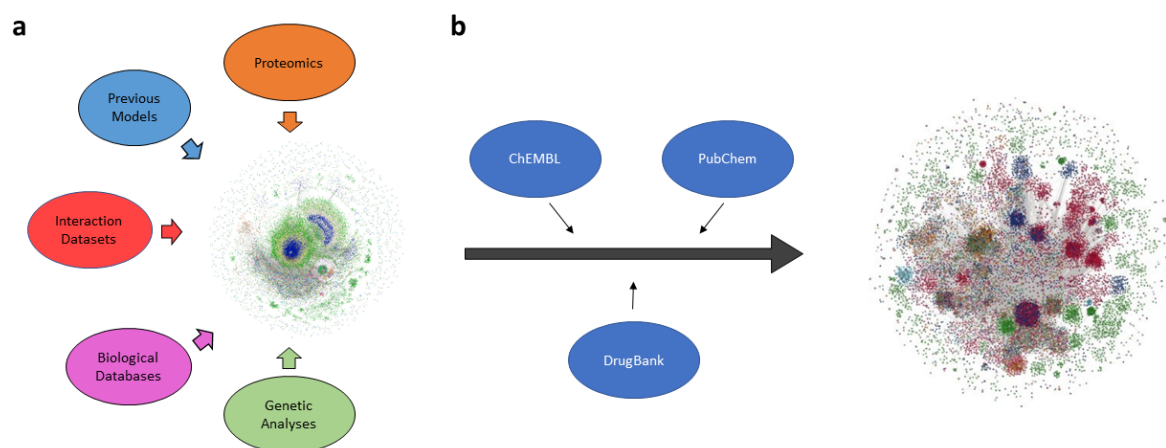 a
b
Proteomics
Previous
Models
Interaction
Datasets
Biological
Databases
Genetic
Analyses
ChEMBL
PubChem
DrugBank